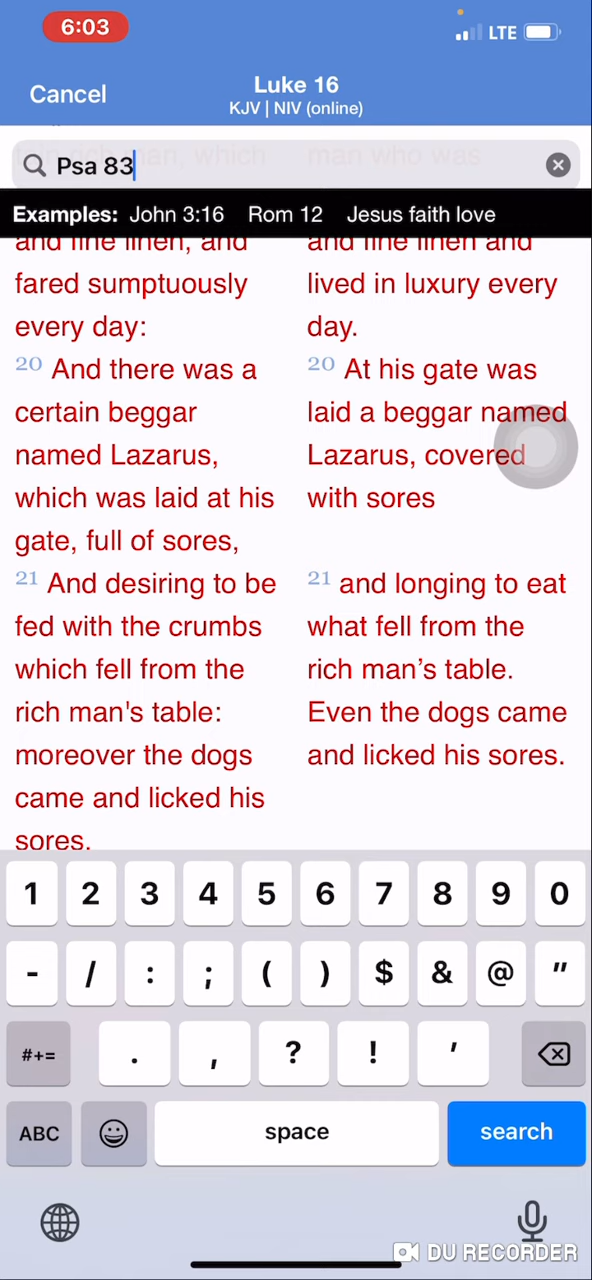 6:03
LTE
Cancel
Luke 16
KJV | NIV (online)
Psa 83
Examples: John 3:16 Rom 12 Jesus faith love
and fine linen, and
fared sumptuously
every day:
20 And there was a
certain beggar
named Lazarus,
which was laid at his
gate, full of sores,
21 And desiring to be
fed with the crumbs
which fell from the
rich man's table:
moreover the dogs
came and licked his
sores.
and fine linen and
lived in luxury every
day.
20 At his gate was
laid a beggar named
Lazarus, covered
with sores
21 and longing to eat
what fell from the
rich man’s table.
Even the dogs came
and licked his sores.
1 2 3 4 5 6 7 8 9 0
- / : ; ( ) $ & @ "
#+= . , ? ! '
ABC space search
DU RECORDER